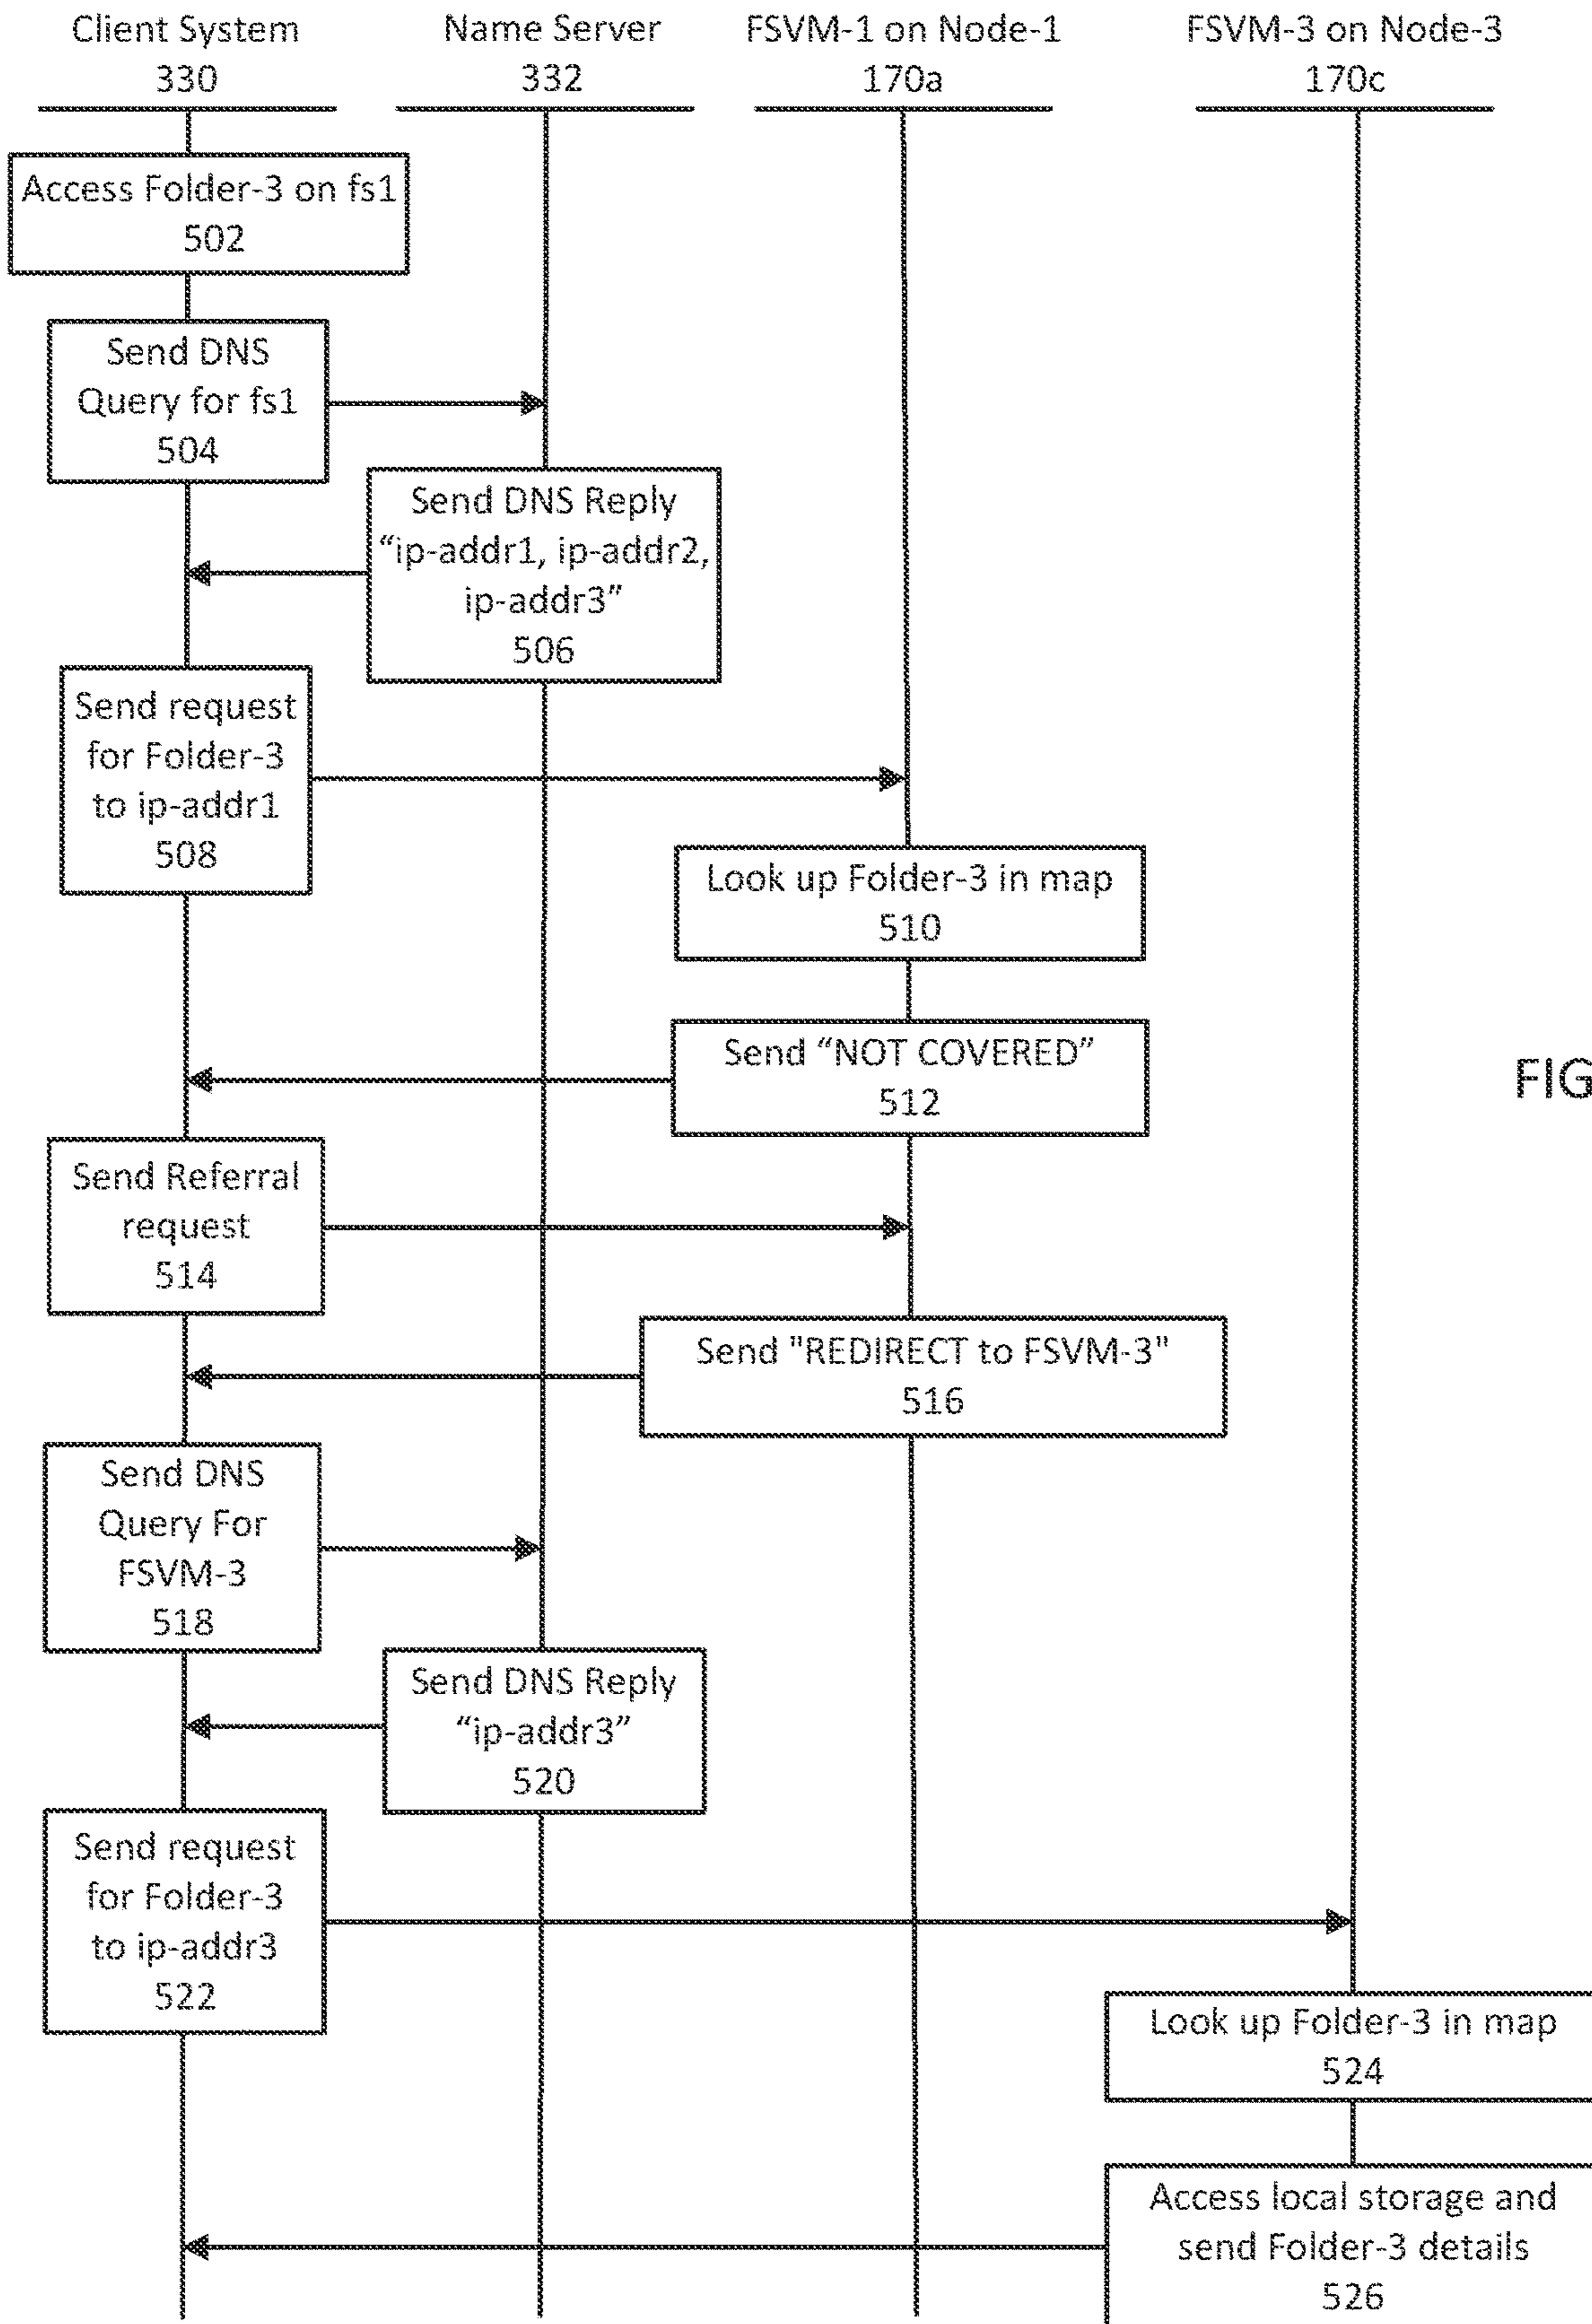 Client System
330
Name Server
332
FSVM-1 on Node-1
170a
FSVM-3 on Node-3
170c
Access Folder-3 on fs1
502
Send DNS
Query for fs1
504
Send DNS Reply
“ip-addr1, ip-addr2,
ip-addr3”
506
Send request
for Folder-3
to ip-addr1
508
Look up Folder-3 in map
510
Send “NOT COVERED”
512
FIG
Send Referral
request
514
Send "REDIRECT to FSVM-3"
516
Send DNS
Query For
FSVM-3
518
Send DNS Reply
“ip-addr3”
520
Send request
for Folder-3
to ip-addr3
522
Look up Folder-3 in map
524
Access local storage and
send Folder-3 details
526